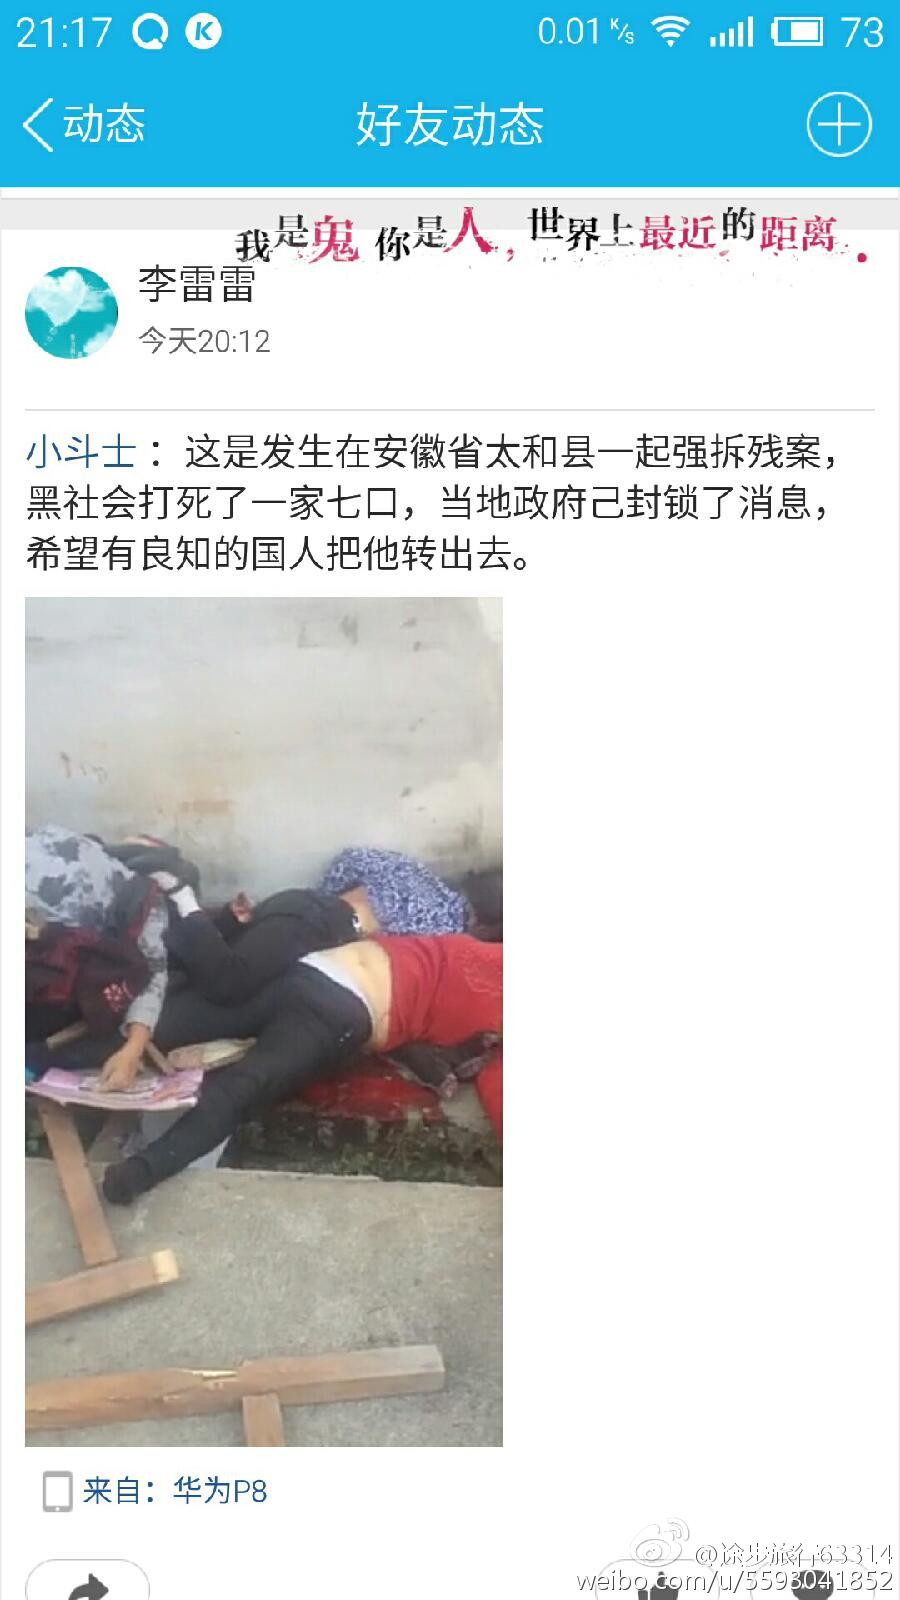 21:17
0.01 K/s
73
动态
好友动态
我是鬼 你是人，世界上最近的距离.
李雷雷
今天20:12
小斗士：这是发生在安徽省太和县一起强拆残案，
黑社会打死了一家七口，当地政府己封锁了消息，
希望有良知的国人把他转出去。
来自：华为P8
@途步旅行63314
weibo.com/u/5593041852